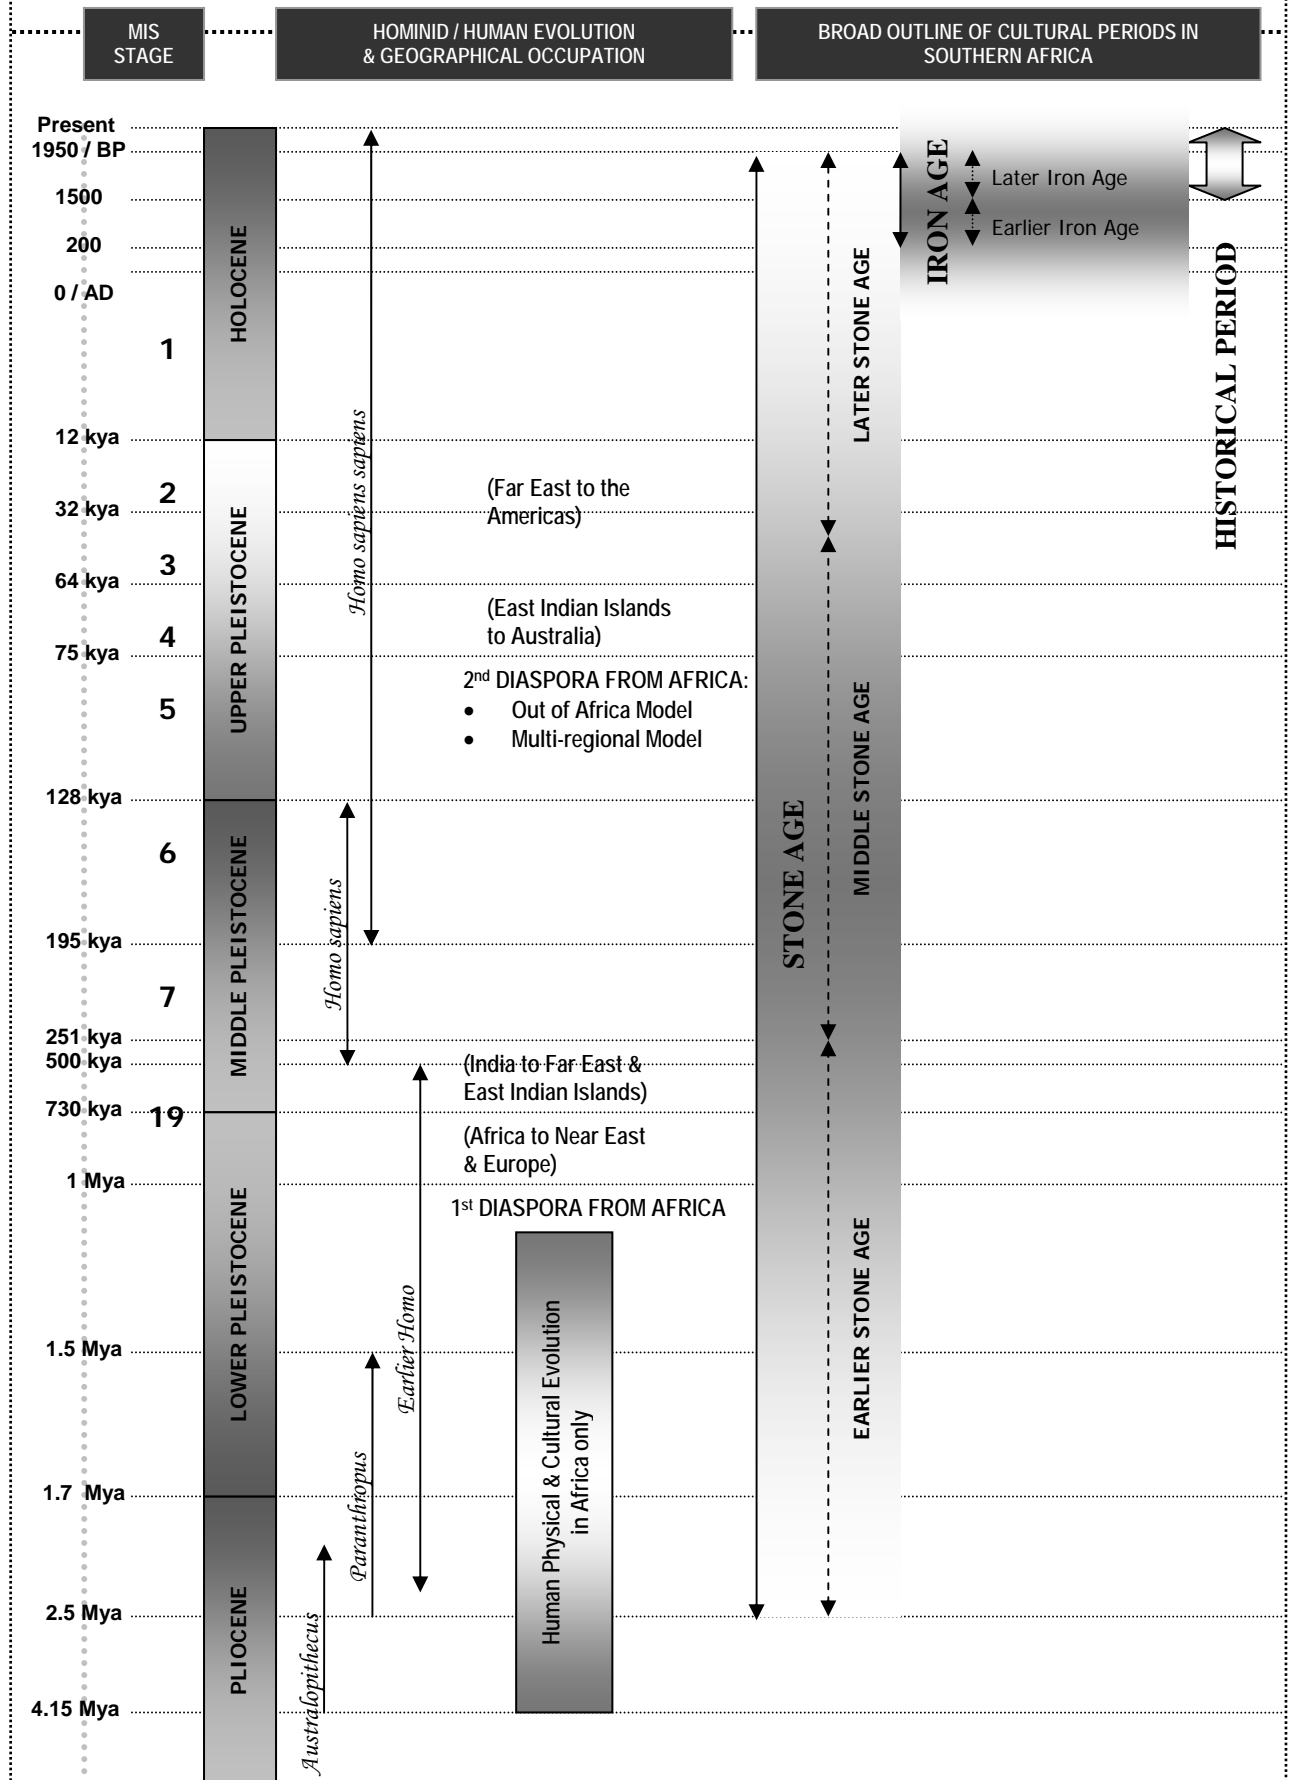 MIS
STAGE
HOMINID / HUMAN EVOLUTION
& GEOGRAPHICAL OCCUPATION
BROAD OUTLINE OF CULTURAL PERIODS IN
SOUTHERN AFRICA
Present
1950 / BP
1500
200
0 / AD
1
12 kya
2
32 kya
3
64 kya
4
75 kya
5
128 kya
6
195 kya
7
251 kya
500 kya
730 kya
19
1 Mya
1.5 Mya
1.7 Mya
2.5 Mya
4.15 Mya
HOLOCENE
UPPER PLEISTOCENE
MIDDLE PLEISTOCENE
LOWER PLEISTOCENE
PLIOCENE
Homo sapiens sapiens
Homo sapiens
Earlier Homo
Paranthropus
Australopithecus
(Far East to the
Americas)
(East Indian Islands
to Australia)
2nd DIASPORA FROM AFRICA:
• Out of Africa Model
• Multi-regional Model
(India to Far East &
East Indian Islands)
(Africa to Near East
& Europe)
1st DIASPORA FROM AFRICA
Human Physical & Cultural Evolution
in Africa only
STONE AGE
LATER STONE AGE
MIDDLE STONE AGE
EARLIER STONE AGE
IRON AGE
Later Iron Age
Earlier Iron Age
HISTORICAL PERIOD